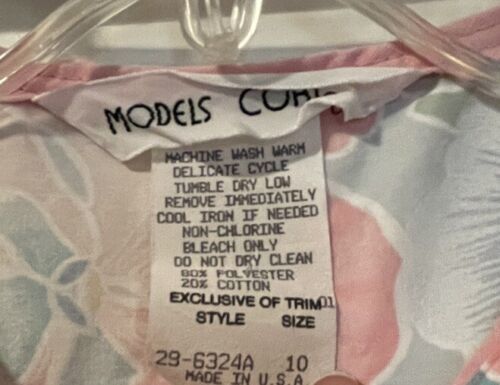 MODELS
MACHINE WASH WARM
DELICATE CYCLE
TUMBLE DRY LOW
REMOVE IMMEDIATELY
COOL IRON IF NEEDED
NON-CHLORINE
BLEACH ONLY
DO NOT DRY CLEAN
80% POLYESTER
20% COTTON
EXCLUSIVE OF TRIM 01
STYLE SIZE
29-6324A 10
MADE IN U.S.A